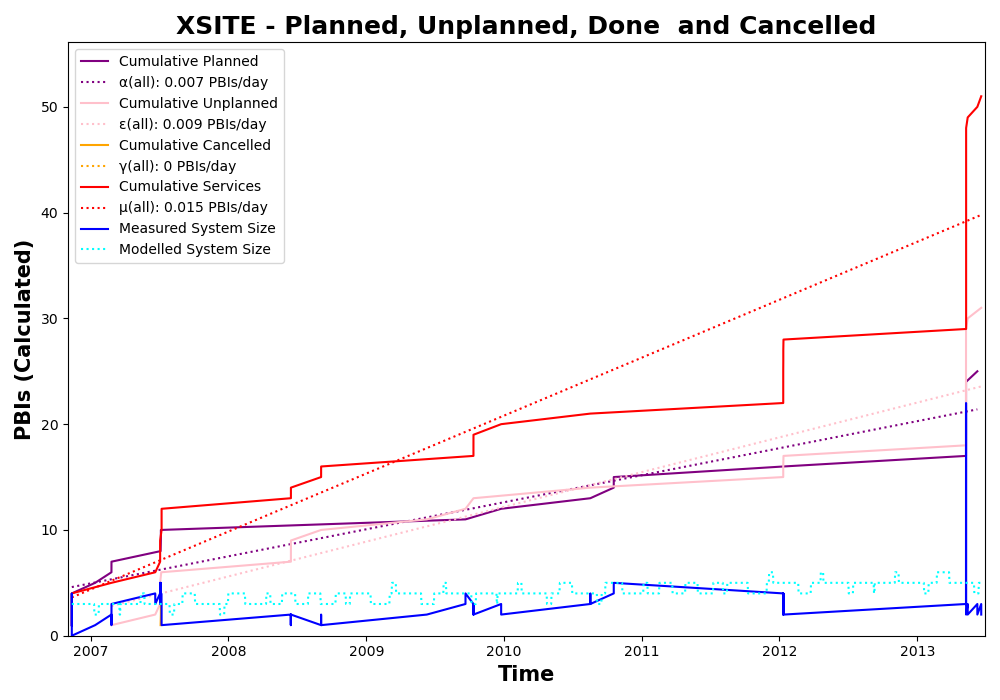 XSITE - Planned, Unplanned, Done  and Cancelled
Cumulative Planned
α(all): 0.007 PBIs/day
Cumulative Unplanned
ε(all): 0.009 PBIs/day
Cumulative Cancelled
γ(all): 0 PBIs/day
Cumulative Services
μ(all): 0.015 PBIs/day
Measured System Size
Modelled System Size
PBIs (Calculated)
50
40
30
20
10
0
2007 2008 2009 2010 2011 2012 2013
Time